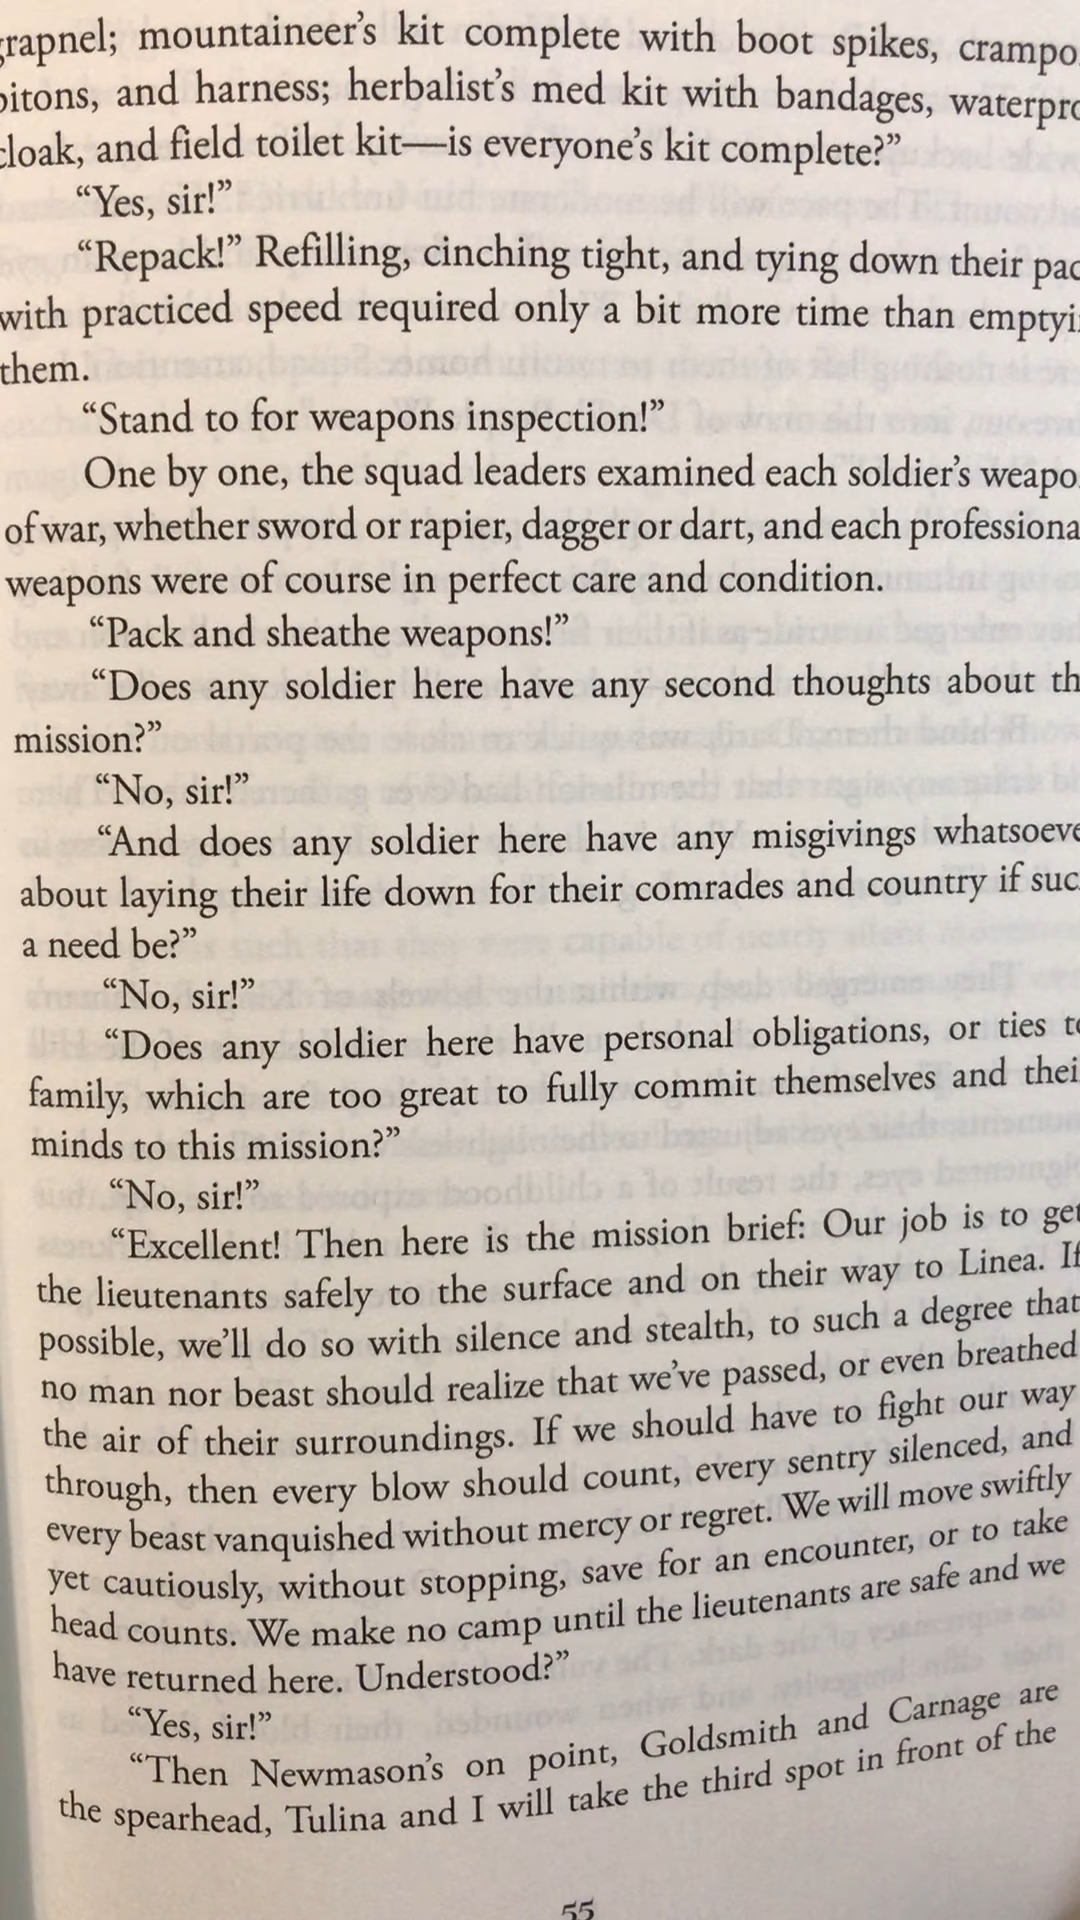 grapnel; mountaineer's kit complete with boot spikes, crampo
pitons, and harness; herbalist's med kit with bandages, waterpro
cloak, and field toilet kit—is everyone's kit complete?”
“Yes, sir!”
“Repack!” Refilling, cinching tight, and tying down their pac
with practiced speed required only a bit more time than emptyi
them.
“Stand to for weapons inspection!”
One by one, the squad leaders examined each soldier's weapo
of war, whether sword or rapier, dagger or dart, and each professiona
weapons were of course in perfect care and condition.
“Pack and sheathe weapons!”
“Does any soldier here have any second thoughts about th
mission?”
“No, sir!”
“And does any soldier here have any misgivings whatsoeve
about laying their life down for their comrades and country if suc
a need be?”
“No, sir!”
“Does any soldier here have personal obligations, or ties to
family, which are too great to fully commit themselves and thei
minds to this mission?”
“No, sir!”
“Excellent! Then here is the mission brief: Our job is to get
the lieutenants safely to the surface and on their way to Linea. If
possible, we'll do so with silence and stealth, to such a degree that
no man nor beast should realize that we've passed, or even breathed
the air of their surroundings. If we should have to fight our way
through, then every blow should count, every sentry silenced, and
every beast vanquished without mercy or regret. We will move swiftly
yet cautiously, without stopping, save for an encounter, or to take
head counts. We make no camp until the lieutenants are safe and we
have returned here. Understood?”
“Yes, sir!”
“Then Newmason's on point, Goldsmith and Carnage are
the spearhead, Tulina and I will take the third spot in front of the
55